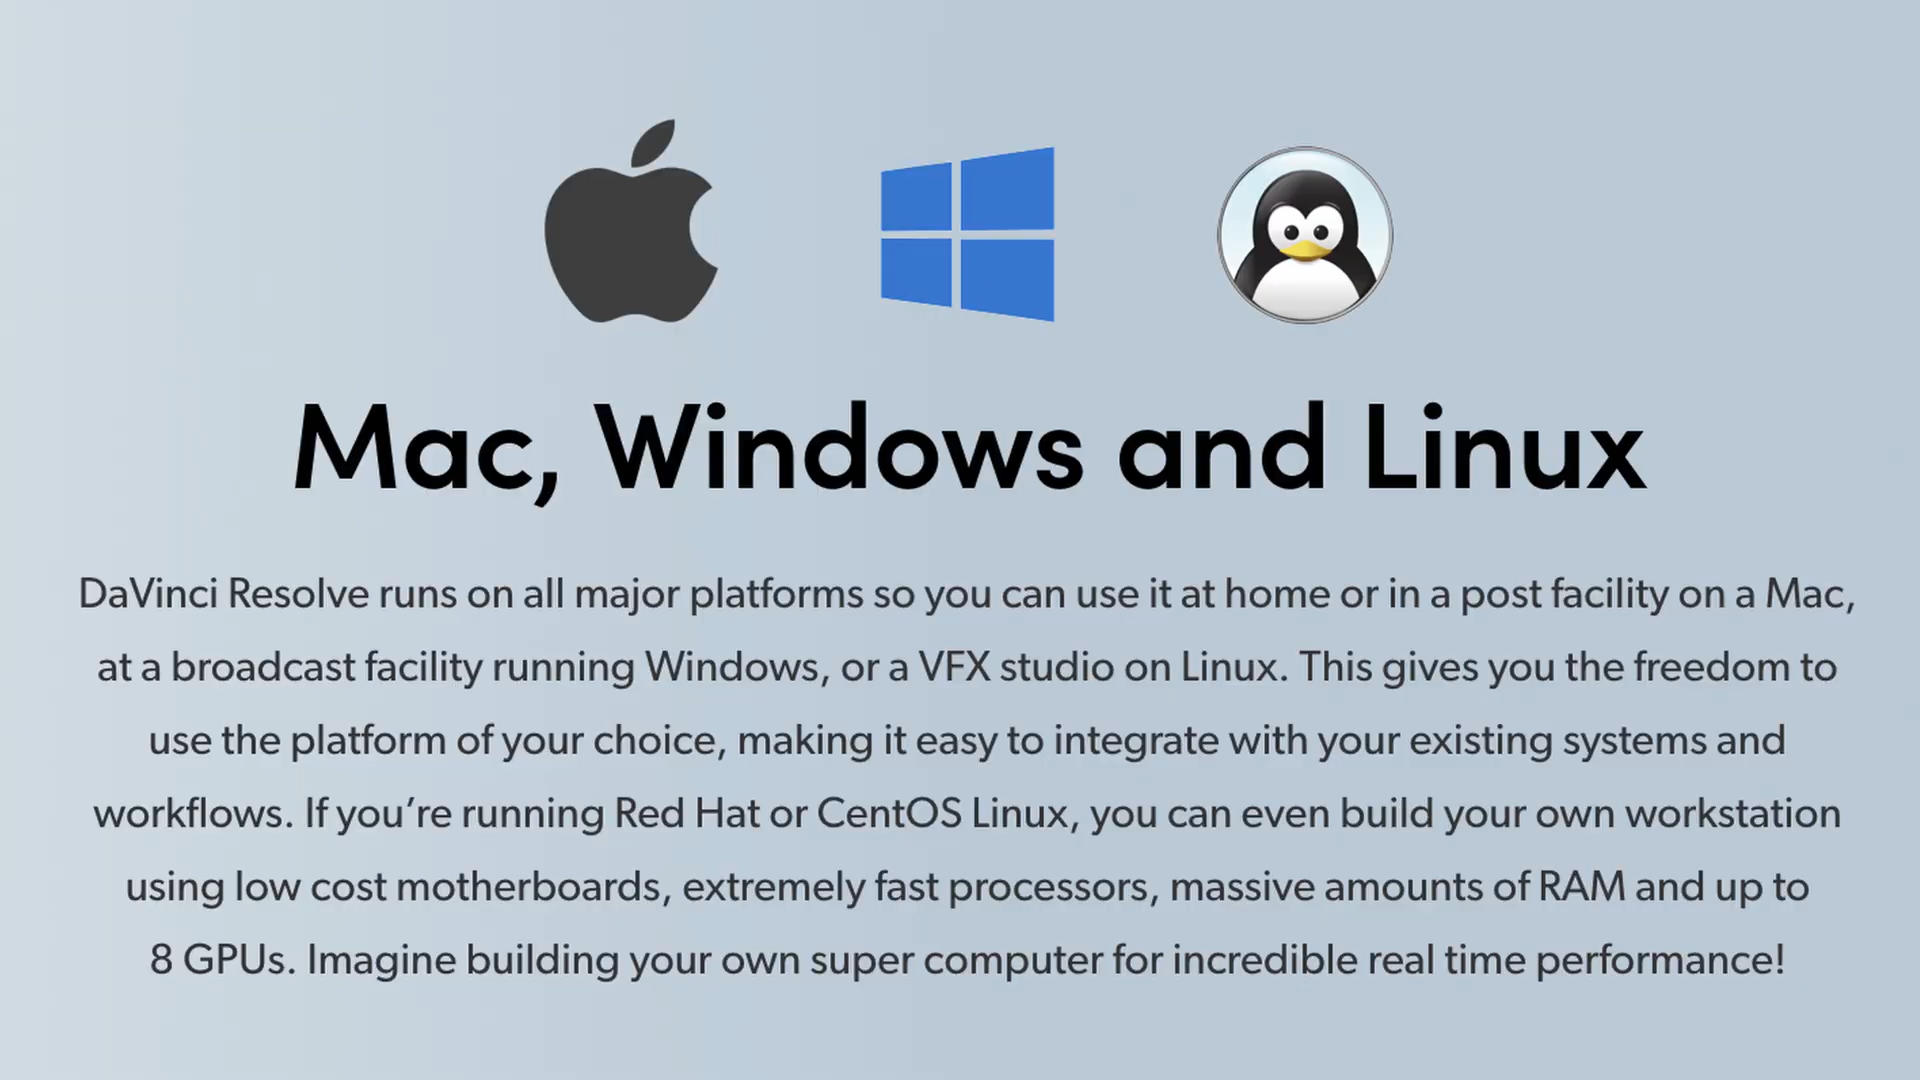 Mac, Windows and Linux
DaVinci Resolve runs on all major platforms so you can use it at home or in a post facility on a Mac,
at a broadcast facility running Windows, or a VFX studio on Linux. This gives you the freedom to
use the platform of your choice, making it easy to integrate with your existing systems and
workflows. If you’re running Red Hat or CentOS Linux, you can even build your own workstation
using low cost motherboards, extremely fast processors, massive amounts of RAM and up to
8 GPUs. Imagine building your own super computer for incredible real time performance!